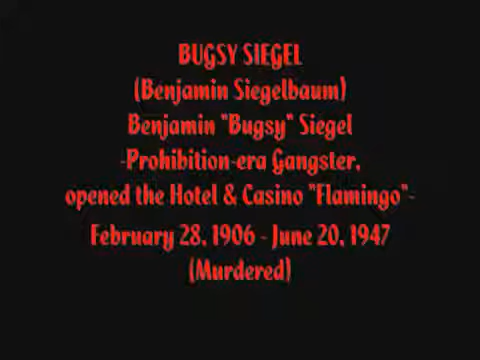 BUGSY SIEGEL
(Benjamin Siegelbaum)
Benjamin "Bugsy" Siegel
-Prohibition-era Gangster,
opened the Hotel & Casino "Flamingo"-
February 28, 1906 - June 20, 1947
(Murdered)